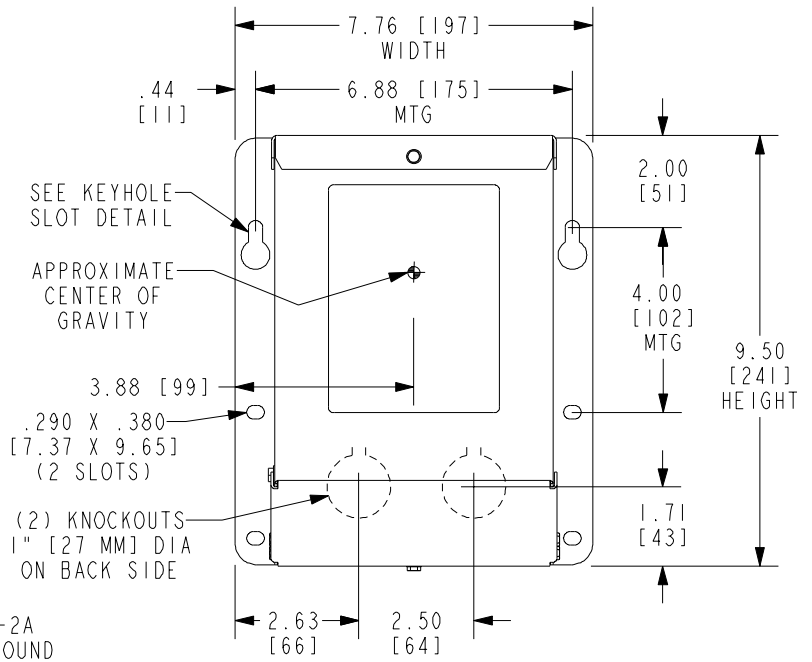 7.76 [197]
WIDTH
.44
[11]
6.88 [175]
MTG
2.00
[51]
SEE KEYHOLE
SLOT DETAIL
APPROXIMATE
CENTER OF
GRAVITY
4.00
[102]
MTG
9.50
[241]
HEIGHT
3.88 [99]
.290 X .380
[7.37 X 9.65]
(2 SLOTS)
(2) KNOCKOUTS
1" [27 MM] DIA
ON BACK SIDE
1.71
[43]
2.63
[66]
2.50
[64]
-2A
OUND